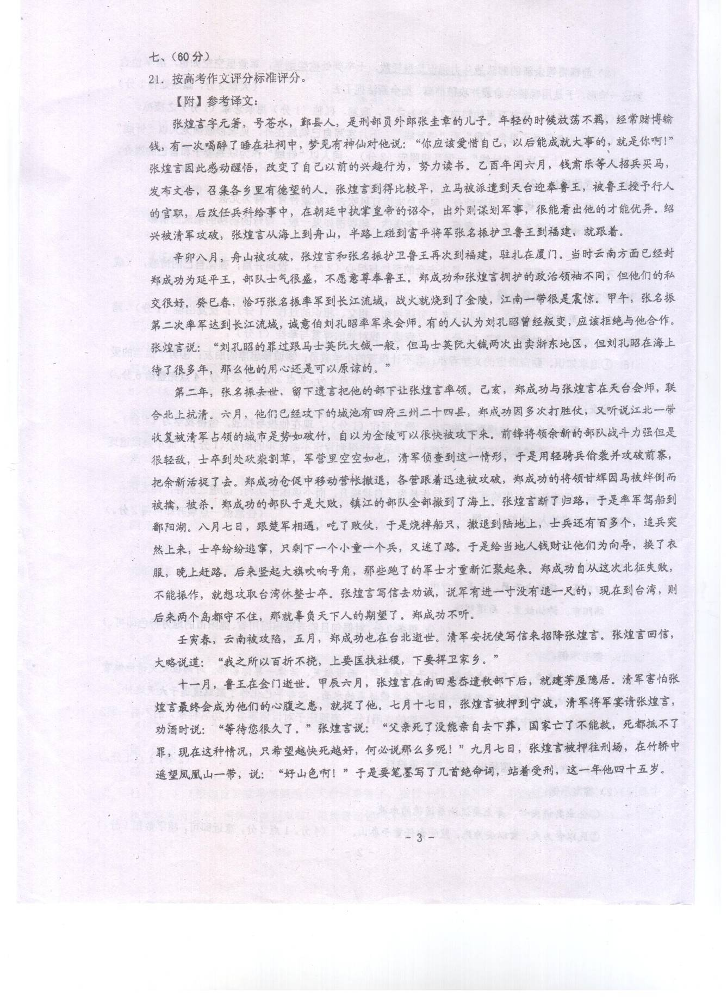 七、（60 分）
21．按高考作文评分标准评分。
【附】参考译文：
张煌言字元箸，号苍水，鄞县人，是刑部员外郎张圭章的儿子。年轻的时候放荡不羁，经常赌博输
钱，有一次喝醉了睡在社祠中，梦见有神仙对他说：“你应该爱惜自己，以后能成就大事的，就是你啊！”
张煌言因此感动醒悟，改变了自己以前的兴趣行为，努力读书。乙酉年闰六月，钱肃乐等人招兵买马，
发布文告，召集各乡里有德望的人。张煌言到得比较早，立马被派遣到天台迎奉鲁王，被鲁王授予行人
的官职，后改任兵科给事中，在朝廷中执掌皇帝的诏令，出外则谋划军事，很能看出他的才能优异。绍
兴被清军攻破，张煌言从海上到舟山，半路上碰到富平将军张名振护卫鲁王到福建，就跟着。
辛卯八月，舟山被攻破，张煌言和张名振护卫鲁王再次到福建，驻扎在厦门。当时云南方面已经封
郑成功为延平王，部队士气很盛，不愿意尊奉鲁王。郑成功和张煌言拥护的政治领袖不同，但他们的私
交很好。癸巳春，恰巧张名振率军到长江流域，战火就烧到了金陵，江南一带很是震惊。甲午，张名振
第二次率军达到长江流域，诚意伯刘孔昭率军来会师。有的人认为刘孔昭曾经叛变，应该拒绝与他合作。
张煌言说：“刘孔昭的罪过跟马士英阮大铖一般，但马士英阮大铖两次出卖浙东地区，但刘孔昭在海上
待了很多年，那么他的用心还是可以原谅的。”
第二年，张名振去世，留下遗言把他的部下让张煌言率领。己亥，郑成功与张煌言在天台会师，联
合北上抗清。六月，他们已经攻下的城池有四府三州二十四县，郑成功因多次打胜仗，又听说江北一带
收复被清军占领的城市是势如破竹，自以为金陵可以很快被攻下来。前锋将领余新的部队战斗力强但是
很轻敌，士卒到处砍柴割草，军营里空空如也，清军侦查到这一情形，于是用轻骑兵偷袭并攻破前寨，
把余新活捉了去。郑成功仓促中移动营帐撤退，各营跟着迅速被攻破，郑成功的将领甘辉因马被绊倒而
被擒，被杀。郑成功的部队于是大败，镇江的部队全部撤到了海上。张煌言断了归路，于是率军驾船到
鄱阳湖。八月七日，跟楚军相遇，吃了败仗，于是烧掉船只，撤退到陆地上，士兵还有百多个，追兵突
然上来，士卒纷纷逃窜，只剩下一个小童一个兵，又迷了路。于是给当地人钱财让他们为向导，换了衣
服，晚上赶路。后来竖起大旗吹响号角，那些跑了的军士才重新汇聚起来。郑成功自从这次北征失败，
不能振作，就想攻取台湾休整士卒。张煌言写信去劝诫，说军有进一寸没有退一尺的，现在到台湾，则
后来两个岛都守不住，那就辜负天下人的期望了。郑成功不听。
壬寅春，云南被攻陷，五月，郑成功也在台北逝世。清军安抚使写信来招降张煌言。张煌言回信，
大略说道：“我之所以百折不挠，上要匡扶社稷，下要捍卫家乡。”
十一月，鲁王在金门逝世。甲辰六月，张煌言在南田悬岙遣散部下后，就建茅屋隐居。清军害怕张
煌言最终会成为他们的心腹之患，就捉了他。七月十七日，张煌言被押到宁波，清军将军宴请张煌言，
劝酒时说：“等待您很久了。”张煌言说：“父亲死了没能亲自去下葬，国家亡了不能救，死都抵不了
罪，现在这种情况，只希望越快死越好，何必说那么多呢！”九月七日，张煌言被押往刑场，在竹轿中
遥望凤凰山一带，说：“好山色啊！”于是要笔墨写了几首绝命词，站着受刑，这一年他四十五岁。
- 3 -